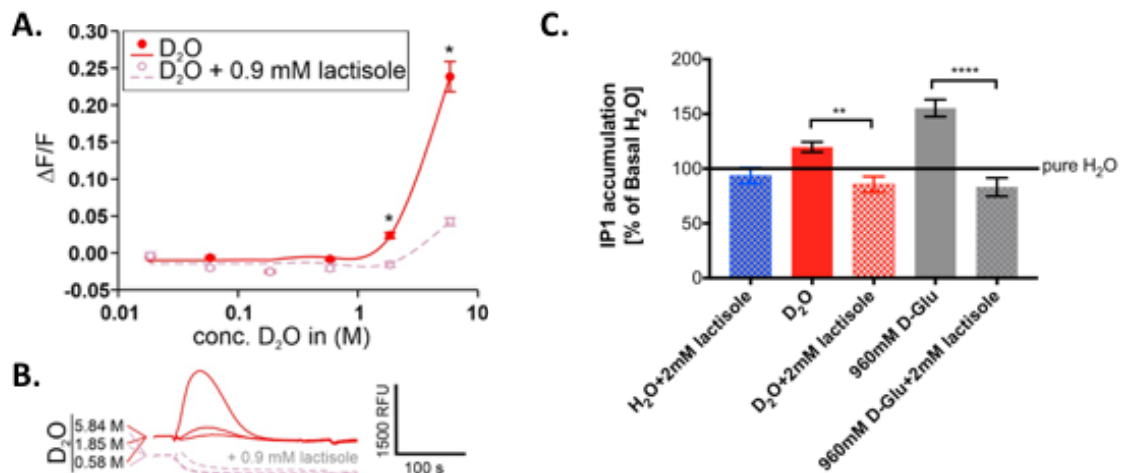 A.
0.30
0.25
0.20
0.15
0.10
0.05
0.00
-0.05
ΔF/F
D₂O
D₂O + 0.9 mM lactisole
*
*
0.01
0.1
1
10
conc. D₂O in (M)
B.
D₂O
5.84 M
1.85 M
0.58 M
+ 0.9 mM lactisole
1500 RFU
100 s
C.
IP1 accumulation
[% of Basal H₂O]
200
150
100
50
0
**
****
pure H₂O
H₂O+2mM lactisole
D₂O
D₂O+2mM lactisole
960mM D-Glu
960mM D-Glu+2mM lactisole